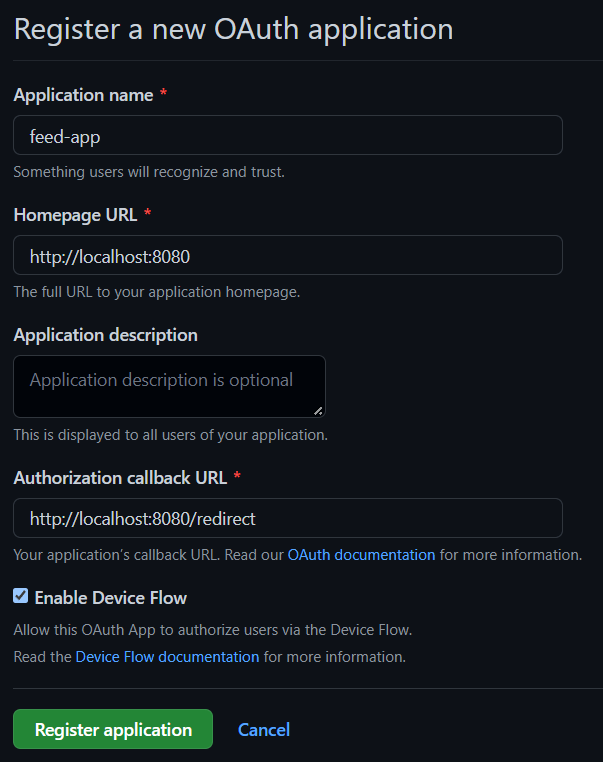 Register a new OAuth application
Application name *
feed-app
Something users will recognize and trust.
Homepage URL *
http://localhost:8080
The full URL to your application homepage.
Application description
Application description is optional
This is displayed to all users of your application.
Authorization callback URL *
http://localhost:8080/redirect
Your application’s callback URL. Read our OAuth documentation for more information.
Enable Device Flow
Allow this OAuth App to authorize users via the Device Flow.
Read the Device Flow documentation for more information.
Register application Cancel